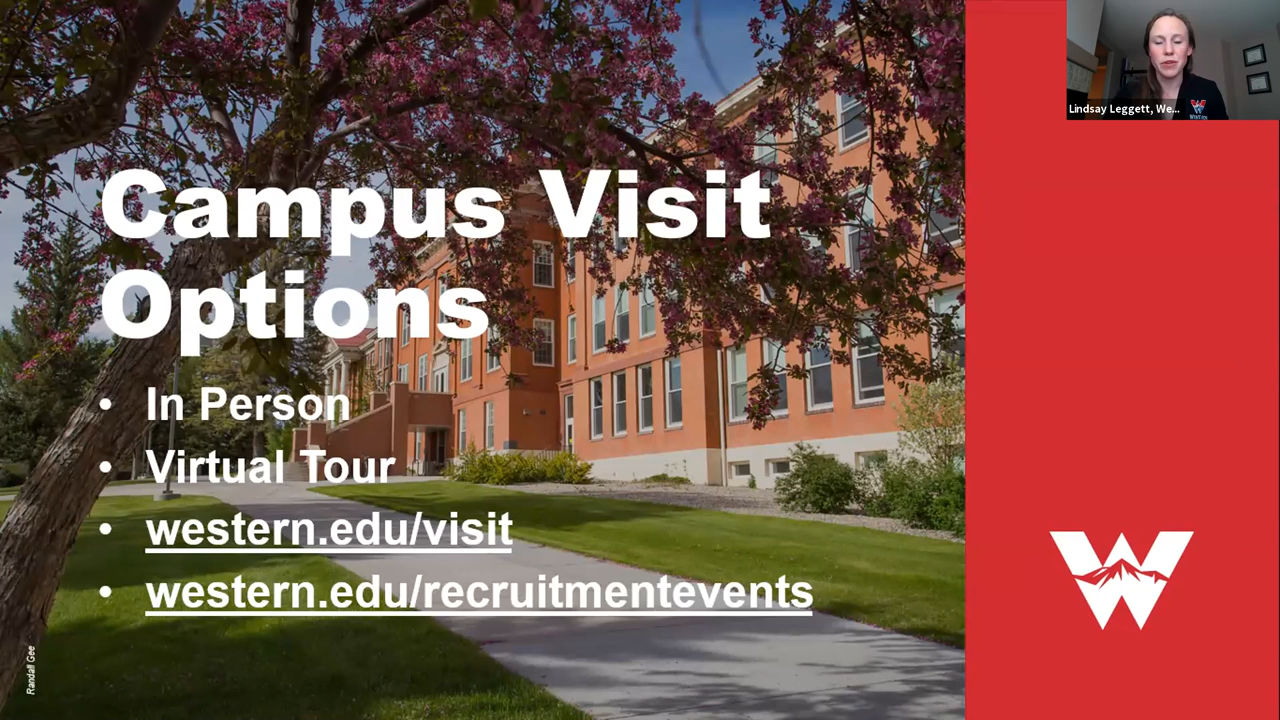 Lindsay Leggett, We...
Campus Visit
Options
• In Person
• Virtual Tour
• western.edu/visit
• western.edu/recruitmentevents
Randall Gee
W